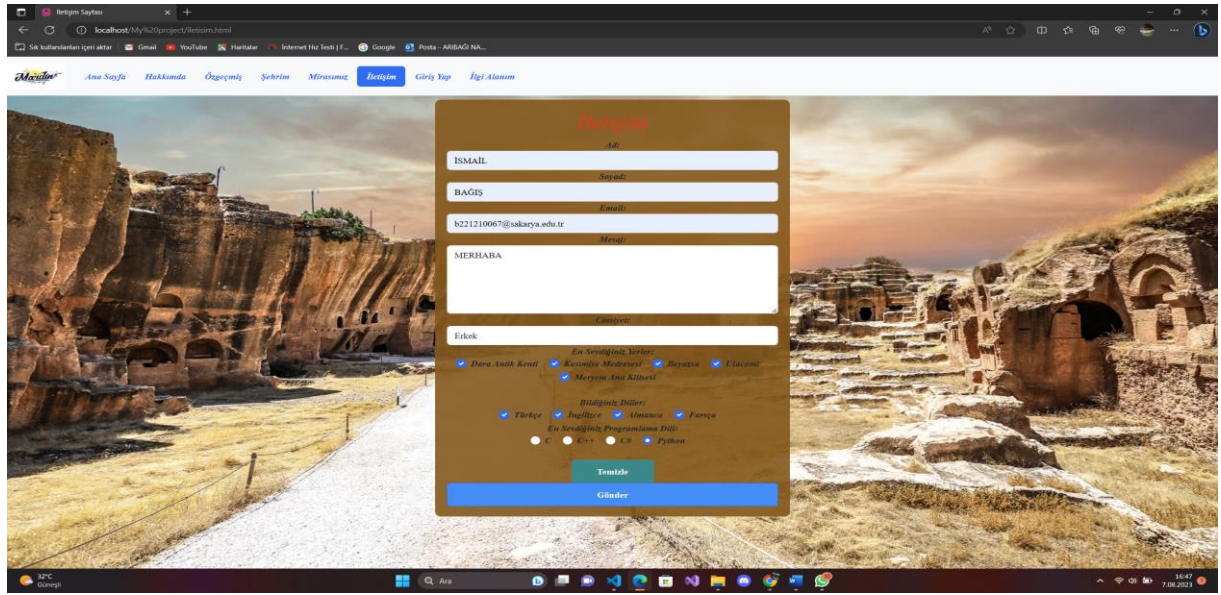 İletişim Sayfası
localhost/My%20project/iletisim.html
Sık kullanılanları içeri aktar Gmail YouTube Haritalar İnternet Hız Testi | F... Google Posta - ARIBAĞI NA...
Mardin Ana Sayfa Hakkımda Özgeçmiş Şehrim Mirasımız İletişim Giriş Yap İlgi Alanım
İletişim
Ad:
İSMAİL
Soyad:
BAĞIŞ
Email:
b221210067@sakarya.edu.tr
Mesaj:
MERHABA
Cinsiyet:
Erkek
En Sevdiğiniz Yerler:
Dara Antik Kenti Kasımiye Medresesi Beyazsu Ulucami
Meryem Ana Kilisesi
Bildiğiniz Diller:
Türkçe İngilizce Almanca Farsça
En Sevdiğiniz Programlama Dili:
C C++ C# Python
Temizle
Gönder
32°C
Güneşli
Ara
16:47
7.08.2023